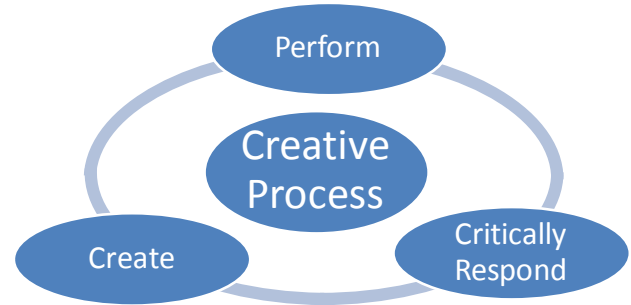 Perform
Creative
Process
Create
Critically
Respond